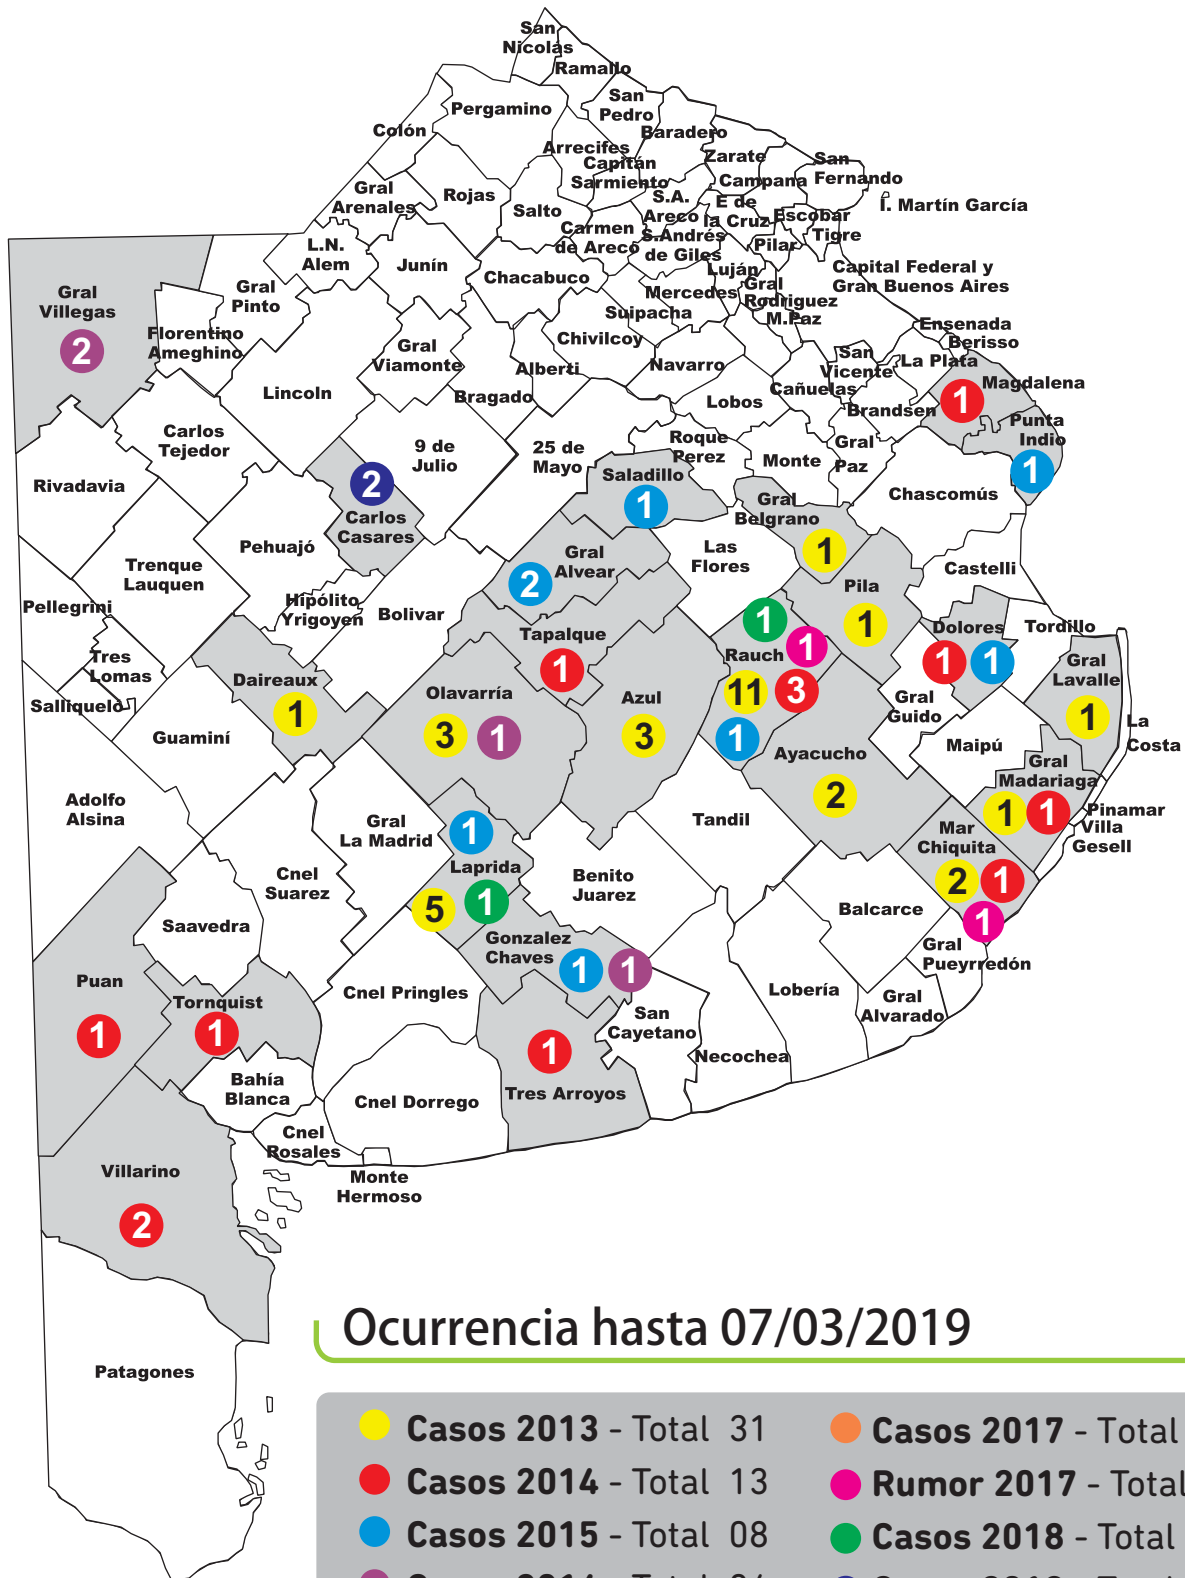 San
Nicolás
Ramallo
San
Pedro
Pergamino
Colón
Baradero
Arrecifes
Capitán
Sarmiento
Zarate
San
Fernando
Campana
Gral
Arenales
Rojas
Salto
S.A.
Areco
E de
la Cruz
Escobar
Í. Martín García
Carmen
de Areco
S.Andrés
de Giles
Tigre
Pilar
L.N.
Alem
Junín
Chacabuco
Luján
Capital Federal y
Gran Buenos Aires
Gral
Villegas
2
Gral
Pinto
Mercedes
Gral
Rodriguez
Suipacha
M.Paz
Florentino
Ameghino
Gral
Viamonte
Chivilcoy
Ensenada
Berisso
La Plata
San
Vicente
Alberti
Navarro
Cañuelas
Magdalena
1
Lincoln
Bragado
Lobos
Brandsen
Punta
Indio
1
Carlos
Tejedor
9 de
Julio
25 de
Mayo
Roque
Perez
Monte
Gral
Paz
Rivadavia
2
Carlos
Casares
Saladillo
1
Chascomús
Gral
Belgrano
1
Pehuajó
Trenque
Lauquen
Gral
Alvear
2
Las
Flores
Castelli
Pila
1
Pellegrini
Hipólito
Yrigoyen
Bolivar
Tapalque
1
1
Rauch
1
11
3
1
Dolores
1
1
Tordillo
Tres
Lomas
Salliqueló
Daireaux
1
Olavarría
3
1
Azul
3
Gral
Lavalle
1
Gral
Guido
La
Costa
Guaminí
Maipú
Ayacucho
2
Gral
Madariaga
1
1
Pinamar
Villa
Gesell
Adolfo
Alsina
Gral
La Madrid
1
Laprida
5
1
Tandil
Mar
Chiquita
2
1
1
Cnel
Suarez
Benito
Juarez
Balcarce
Saavedra
Gonzalez
Chaves
1
1
Gral
Pueyrredón
Puan
1
Tornquist
1
Cnel Pringles
San
Cayetano
Lobería
Gral
Alvarado
1
Tres Arroyos
Necochea
Bahía
Blanca
Cnel Dorrego
Cnel
Rosales
Villarino
2
Monte
Hermoso
Patagones
Ocurrencia hasta 07/03/2019
Casos 2013 - Total 31
Casos 2014 - Total 13
Casos 2015 - Total 08
Casos 2017 - Total
Rumor 2017 - Total
Casos 2018 - Total